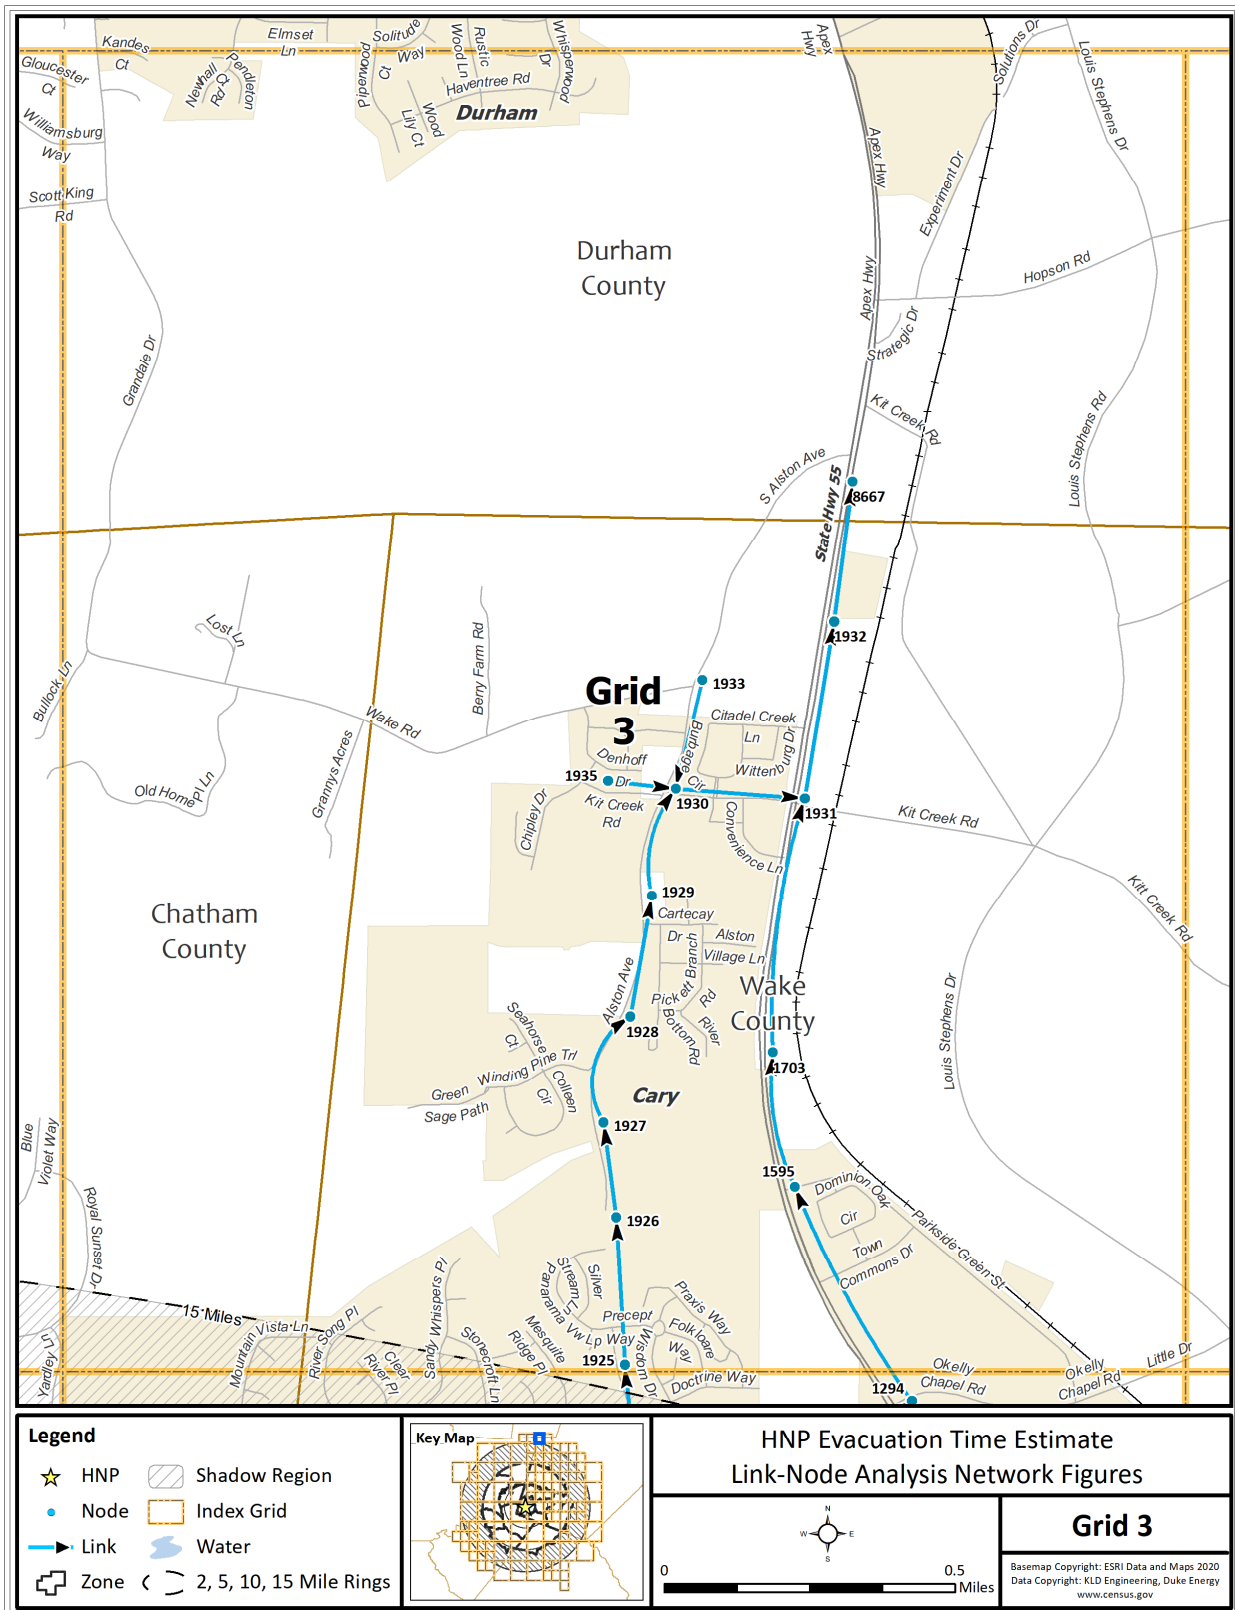 Kandes
Ct
Elmset
Ln
Solitude
Way
Piperwood
Ct
Wood Ln
Rustic
Whisperwood
Dr
Apex
Hwy
Solutions Dr
Louis Stephens Dr
Gloucester
Ct
Newhall
Rd
Ct
Pendleton
Haventree Rd
Wood
Lily Ct
Durham
Williamsburg
Way
Apex Hwy
Experiment Dr
Scott King
Rd
Durham
County
Apex Hwy
Hopson Rd
Strategic Dr
Grandale Dr
Kit Creek Rd
Louis Stephens Rd
S Alston Ave
State Hwy 55
8667
Lost Ln
Berry Farm Rd
1932
Bullock Ln
Grid
3
1933
Wake Rd
Citadel Creek
Ln
Burbage
Cir
Wittenburg Dr
Denhoff
Dr
1935
Old Home Pl Ln
Grannys Acres
Chipley Dr
Kit Creek
Rd
1930
1931
Kit Creek Rd
Convenience Ln
Kitt Creek Rd
1929
Cartecay
Dr
Alston
Village Ln
Chatham
County
Alston Ave
Pickett Branch
Rd
Wake
County
Louis Stephens Dr
Seahorse
Ct
1928
Bottom
River
Rd
Winding Pine Trl
Green
Sage Path
Colleen
Cir
Cary
1703
1927
Blue
Violet Way
1595
Dominion Oak
Cir
Royal Sunset Dr
1926
Parkside Green St
Town
Commons Dr
Stream
Ln
Silver
Panarama Vw Lp
Way
Precept
Praxis Way
Folkloare
Way
Sandy Whispers Pl
15 Miles
Mountain Vista Ln
River Song Pl
Clear
River Pl
Stonecroft Ln
Mesquite
Ridge Pl
Wisdom Dr
Yardley Ln
1925
Doctrine Way
1294
Okelly
Chapel Rd
Okelly
Chapel Rd
Little Dr
Legend
HNP
Shadow Region
Node
Index Grid
Link
Water
Zone
2, 5, 10, 15 Mile Rings
Key Map
HNP Evacuation Time Estimate
Link-Node Analysis Network Figures
N
W E
S
0 0.5
Miles
Grid 3
Basemap Copyright: ESRI Data and Maps 2020
Data Copyright: KLD Engineering, Duke Energy
www.census.gov